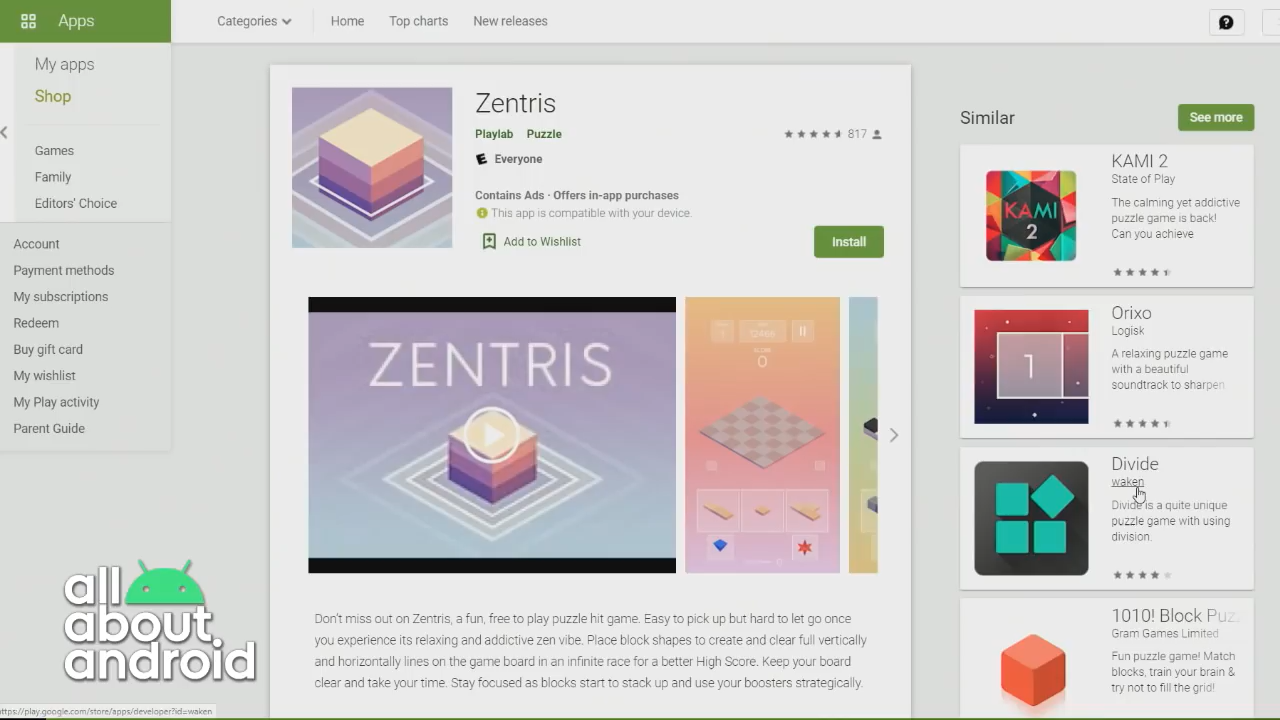 Apps
Categories
Home
Top charts
New releases
My apps
Shop
Games
Family
Editors' Choice
Account
Payment methods
My subscriptions
Redeem
Buy gift card
My wishlist
My Play activity
Parent Guide
Zentris
Playlab Puzzle
817
Everyone
Contains Ads · Offers in-app purchases
This app is compatible with your device.
Add to Wishlist
Install
ZENTRIS
0
Don't miss out on Zentris, a fun, free to play puzzle hit game. Easy to pick up but hard to let go once
you experience its relaxing and addictive zen vibe. Place block shapes to create and clear full vertically
and horizontally lines on the game board in an infinite race for a better High Score. Keep your board
clear and take your time. Stay focused as blocks start to stack up and use your boosters strategically.
Similar
See more
KAMI 2
State of Play
The calming yet addictive
puzzle game is back!
Can you achieve
KAMI
2
Orixo
Logisk
A relaxing puzzle game
with a beautiful
soundtrack to sharpen
1
Divide
waken
Divide is a quite unique
puzzle game with using
division.
1010! Block Puz
Gram Games Limited
Fun puzzle game! Match
blocks, train your brain &
try not to fill the grid!
all
about
android
https://play.google.com/store/apps/developer?id=waken